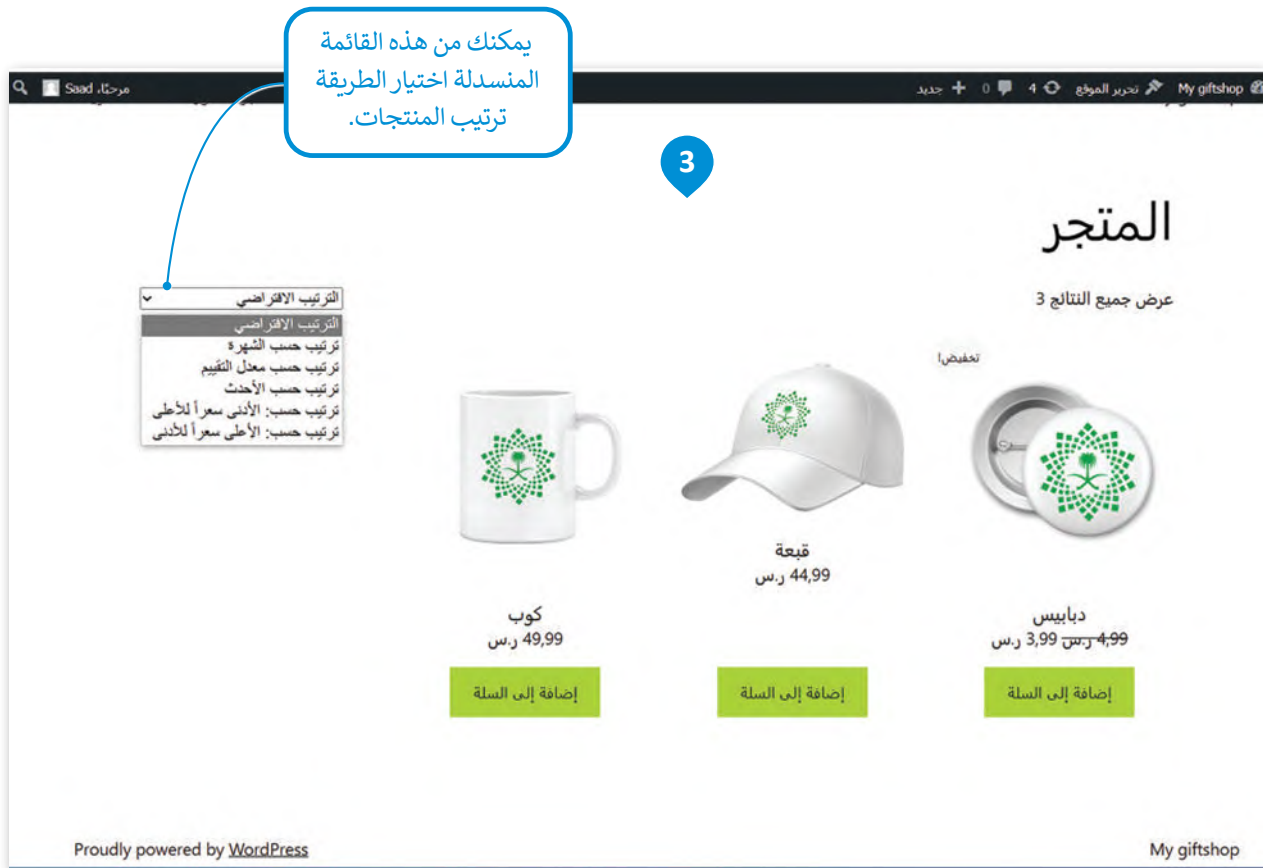 يمكنك من هذه القائمة
المنسدلة اختيار الطريقة
ترتيب المنتجات.
My giftshop تحرير الموقع 4 0 + جديد
مرحبًا، Saad
3
المتجر
عرض جميع النتائج 3
الترتيب الافتراضي
الترتيب الافتراضي
ترتيب حسب الشهرة
ترتيب حسب معدل التقييم
ترتيب حسب الأحدث
ترتيب حسب: الأدنى سعراً للأعلى
ترتيب حسب: الأعلى سعراً للأدنى
تخفيض!
دبابيس
4,99 ر.س 3,99 ر.س
إضافة إلى السلة
قبعة
44,99 ر.س
إضافة إلى السلة
كوب
49,99 ر.س
إضافة إلى السلة
My giftshop
Proudly powered by WordPress